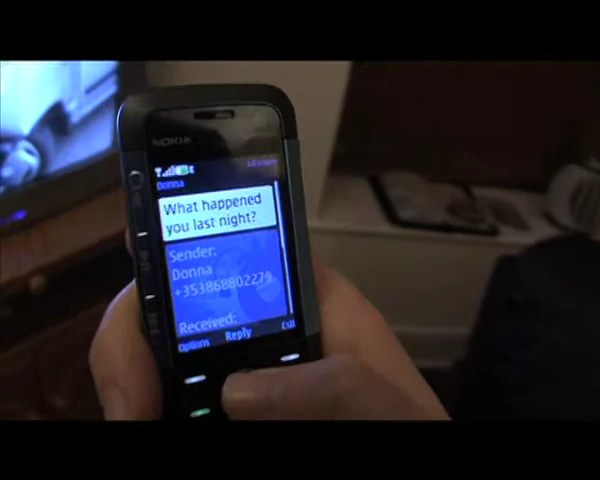 NOKIA
Donna
What happened
you last night?
Sender:
Donna
+353868802279
Received:
Options Reply Exit